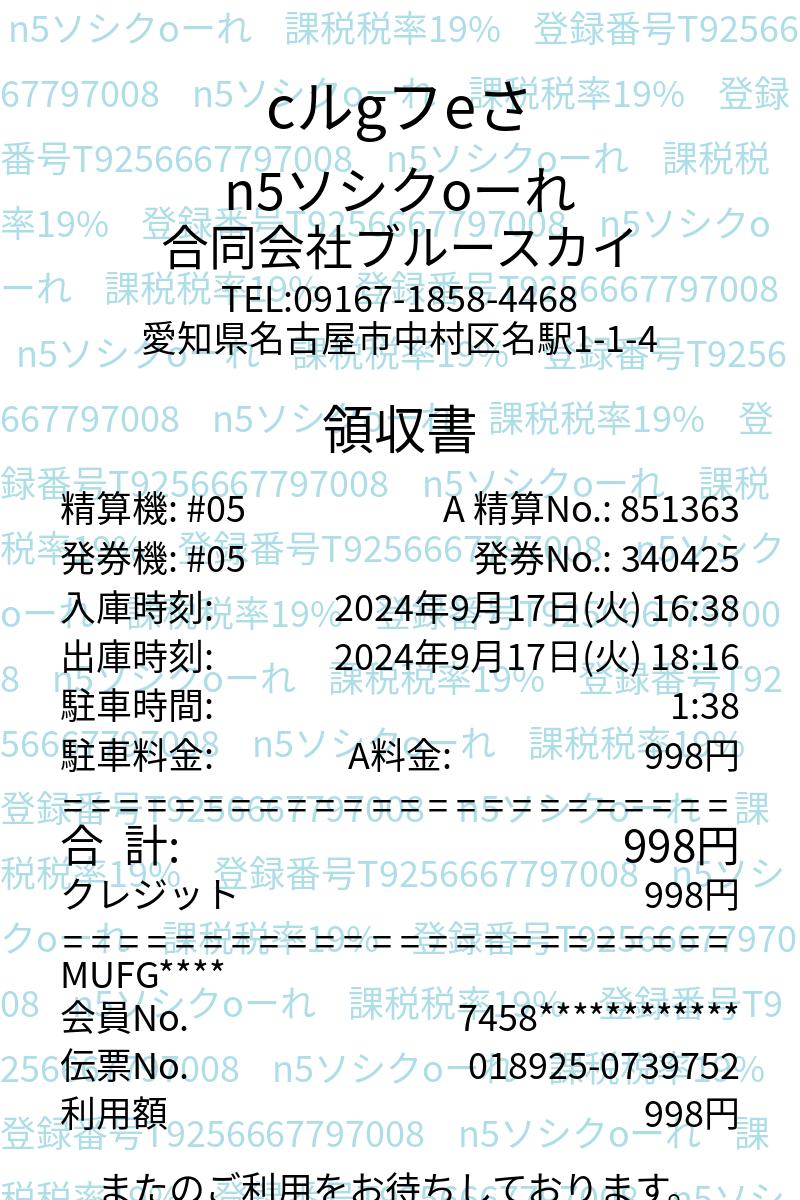 cルgフeさ
n5ソシクoーれ
合同会社ブルースカイ
TEL:09167-1858-4468
愛知県名古屋市中村区名駅1-1-4
領収書
精算機: #05 A 精算No.: 851363
発券機: #05 発券No.: 340425
入庫時刻: 2024年9月17日(火) 16:38
出庫時刻: 2024年9月17日(火) 18:16
駐車時間: 1:38
駐車料金: A料金: 998円
========================
合 計: 998円
クレジット 998円
========================
MUFG****
会員No. 7458************
伝票No. 018925-0739752
利用額 998円
またのご利用をお待ちしております。
n5ソシクoーれ 課税税率19% 登録番号T92566
67797008 n5ソシクoーれ 課税税率19% 登録
番号T9256667797008 n5ソシクoーれ 課税税
率19% 登録番号T9256667797008 n5ソシクo
ーれ 課税税率19% 登録番号T9256667797008
n5ソシクoーれ 課税税率19% 登録番号T9256
667797008 n5ソシクoーれ 課税税率19% 登
録番号T9256667797008 n5ソシクoーれ 課税
税率19% 登録番号T9256667797008 n5ソシク
oーれ 課税税率19% 登録番号T925666779700
8 n5ソシクoーれ 課税税率19% 登録番号T92
56667797008 n5ソシクoーれ 課税税率19%
登録番号T9256667797008 n5ソシクoーれ 課
税税率19% 登録番号T9256667797008 n5ソシ
クoーれ 課税税率19% 登録番号T92566677970
08 n5ソシクoーれ 課税税率19% 登録番号T9
256667797008 n5ソシクoーれ 課税税率19%
登録番号T9256667797008 n5ソシクoーれ 課